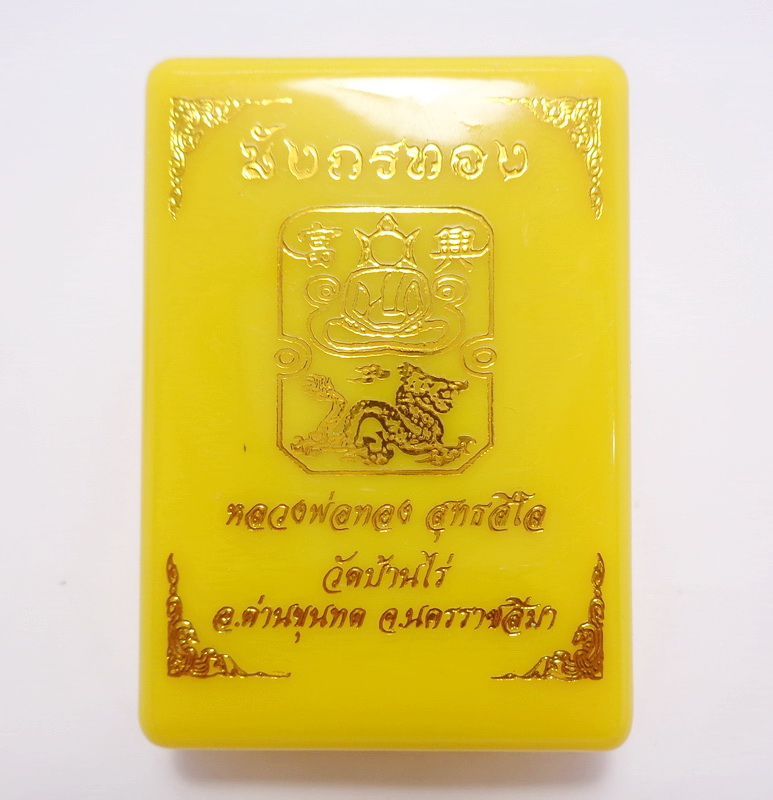 มังกรทอง
富 興
หลวงพ่อทอง สุทธสีโล
วัดบ้านไร่
อ.ด่านขุนทด จ.นครราชสีมา